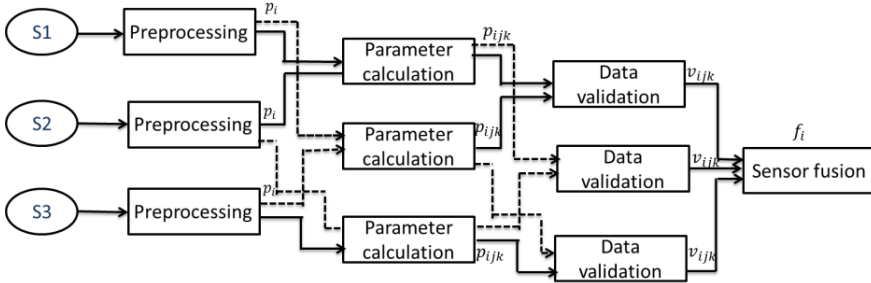 S1
Preprocessing
p_i
Parameter
calculation
p_ijk
Data
validation
v_ijk
S2
Preprocessing
p_i
Parameter
calculation
p_ijk
Data
validation
v_ijk
f_i
Sensor fusion
S3
Preprocessing
p_i
Parameter
calculation
p_ijk
Data
validation
v_ijk